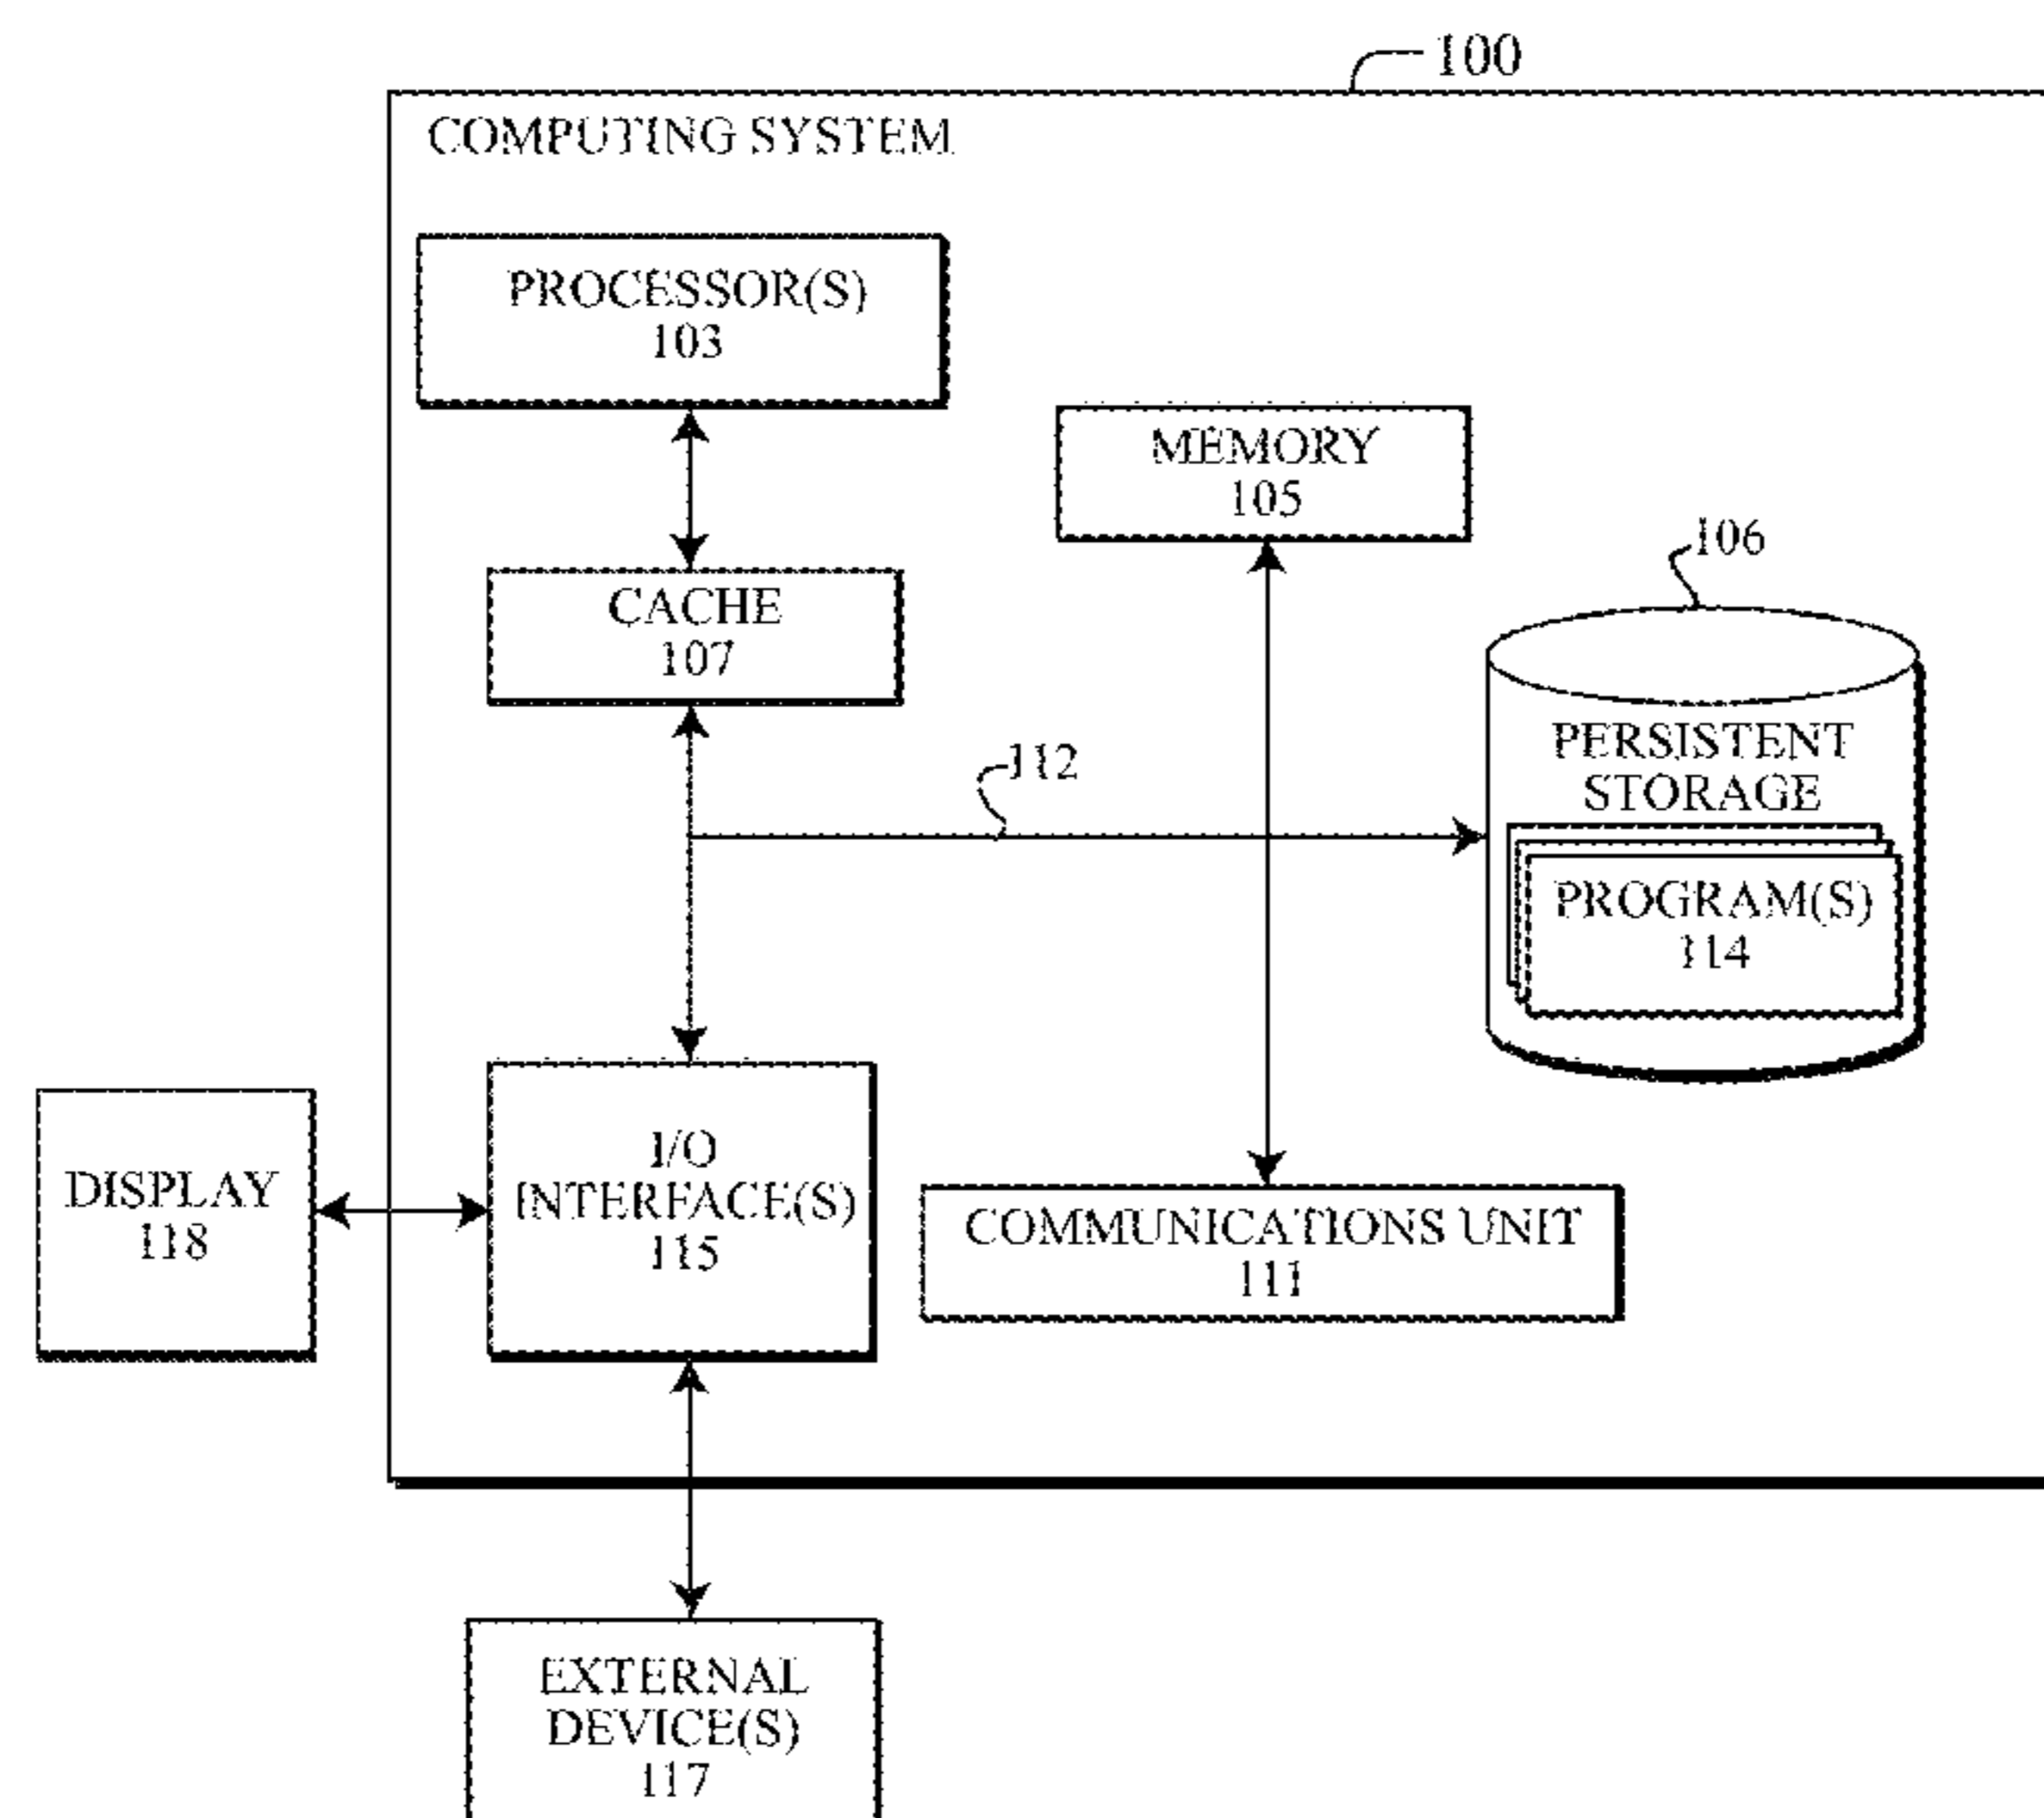 100
COMPUTING SYSTEM
PROCESSOR(S)
103
MEMORY
105
106
CACHE
107
112
PERSISTENT
STORAGE
PROGRAM(S)
114
I/O
INTERFACE(S)
115
DISPLAY
118
COMMUNICATIONS UNIT
111
EXTERNAL
DEVICE(S)
117